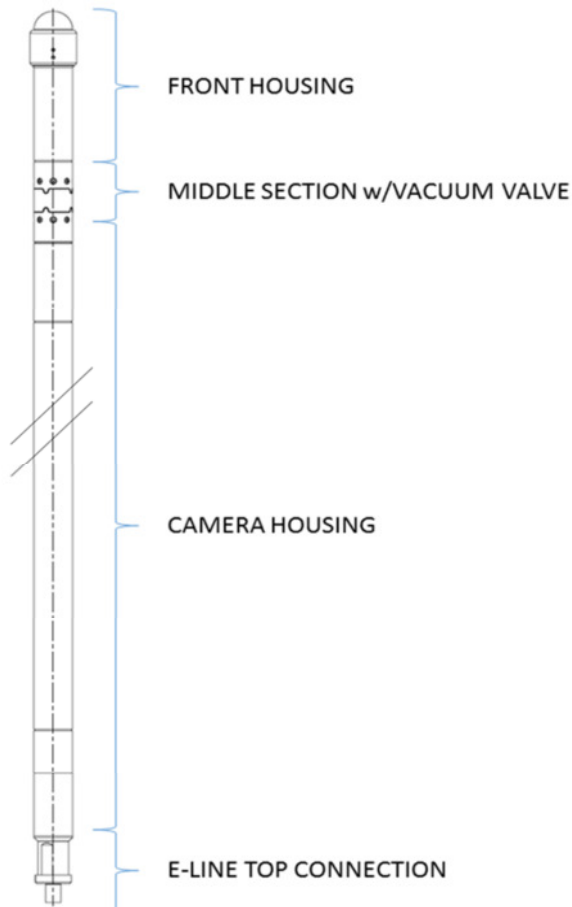 FRONT HOUSING
MIDDLE SECTION w/VACUUM VALVE
CAMERA HOUSING
E-LINE TOP CONNECTION